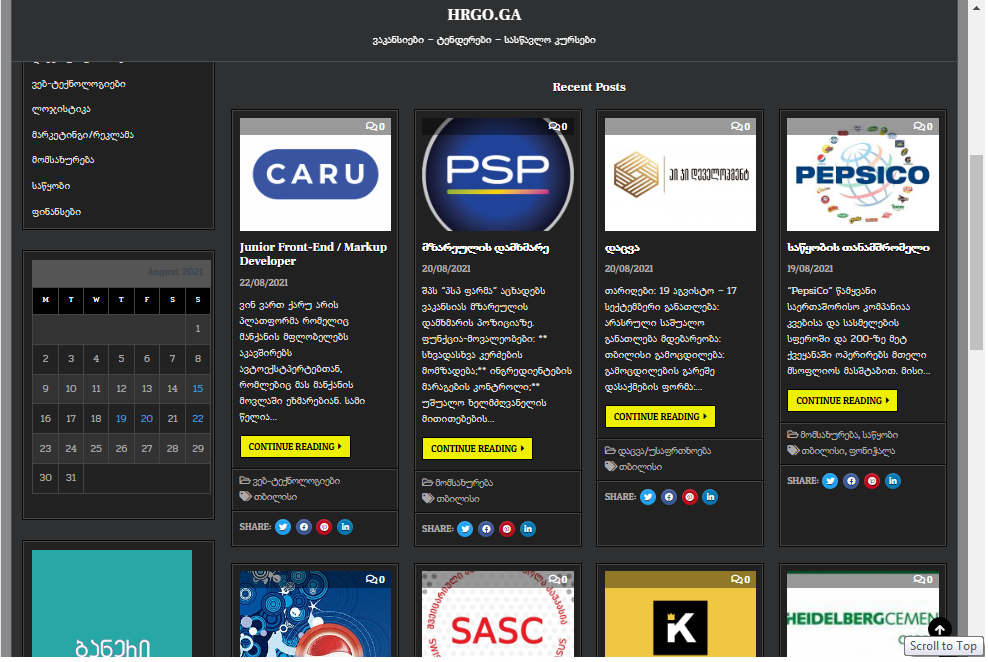 HRGO.GA
ვაკანსიები – ტენდერები – სასწავლო კურსები
ვებ-ტექნოლოგიები
ლოჯისტიკა
მარკეტინგი/რეკლამა
მომსახურება
საწყობი
ფინანსები
August 2021
M T W T F S S
1
2 3 4 5 6 7 8
9 10 11 12 13 14 15
16 17 18 19 20 21 22
23 24 25 26 27 28 29
30 31
ბანერი
Recent Posts
0
CARU
Junior Front-End / Markup
Developer
22/08/2021
ვინ ვართ ქარუ არის
პლატფორმა რომელიც
მანქანის მფლობელებს
აკავშირებს
ავტოექსპერტებთან,
რომლებიც მას მანქანის
მოვლაში ეხმარებიან. სამი
წელია...
CONTINUE READING
ვებ-ტექნოლოგიები
თბილისი
SHARE:
0
PSP
მზარეულის დამხმარე
20/08/2021
შპს “პსპ ფარმა” აცხადებს
ვაკანსიას მზარეულის
დამხმარის პოზიციაზე.
ფუნქცია-მოვალეობები: **
სხვადასხვა კერძების
მომზადება;** ინგრედიენტების
მარაგების კონტროლი;**
უშუალო ხელმძღვანელის
მითითებების...
CONTINUE READING
მომსახურება
თბილისი
SHARE:
0
ჯი ჯი დეველოპმენტ
დაცვა
20/08/2021
თარიღები: 19 აგვისტო – 17
სექტემბერი განათლება:
არასრული საშუალო
განათლება მდებარეობა:
თბილისი გამოცდილება:
გამოცდილების გარეშე
დასაქმების ფორმა:...
CONTINUE READING
დაცვა/უსაფრთხოება
თბილისი
SHARE:
0
PEPSICO
საწყობის თანამშრომელი
19/08/2021
“PepsiCo” წამყვანი
საერთაშორისო კომპანიაა
კვებისა და სასმელების
სფეროში და 200-ზე მეტ
ქვეყანაში ოპერირებს მთელი
მსოფლიოს მასშტაბით. მისი...
CONTINUE READING
მომსახურება, საწყობი
თბილისი, ფონიჭალა
SHARE:
0
0
SASC
0
K
0
HEIDELBERGCEMEN
Scroll to Top